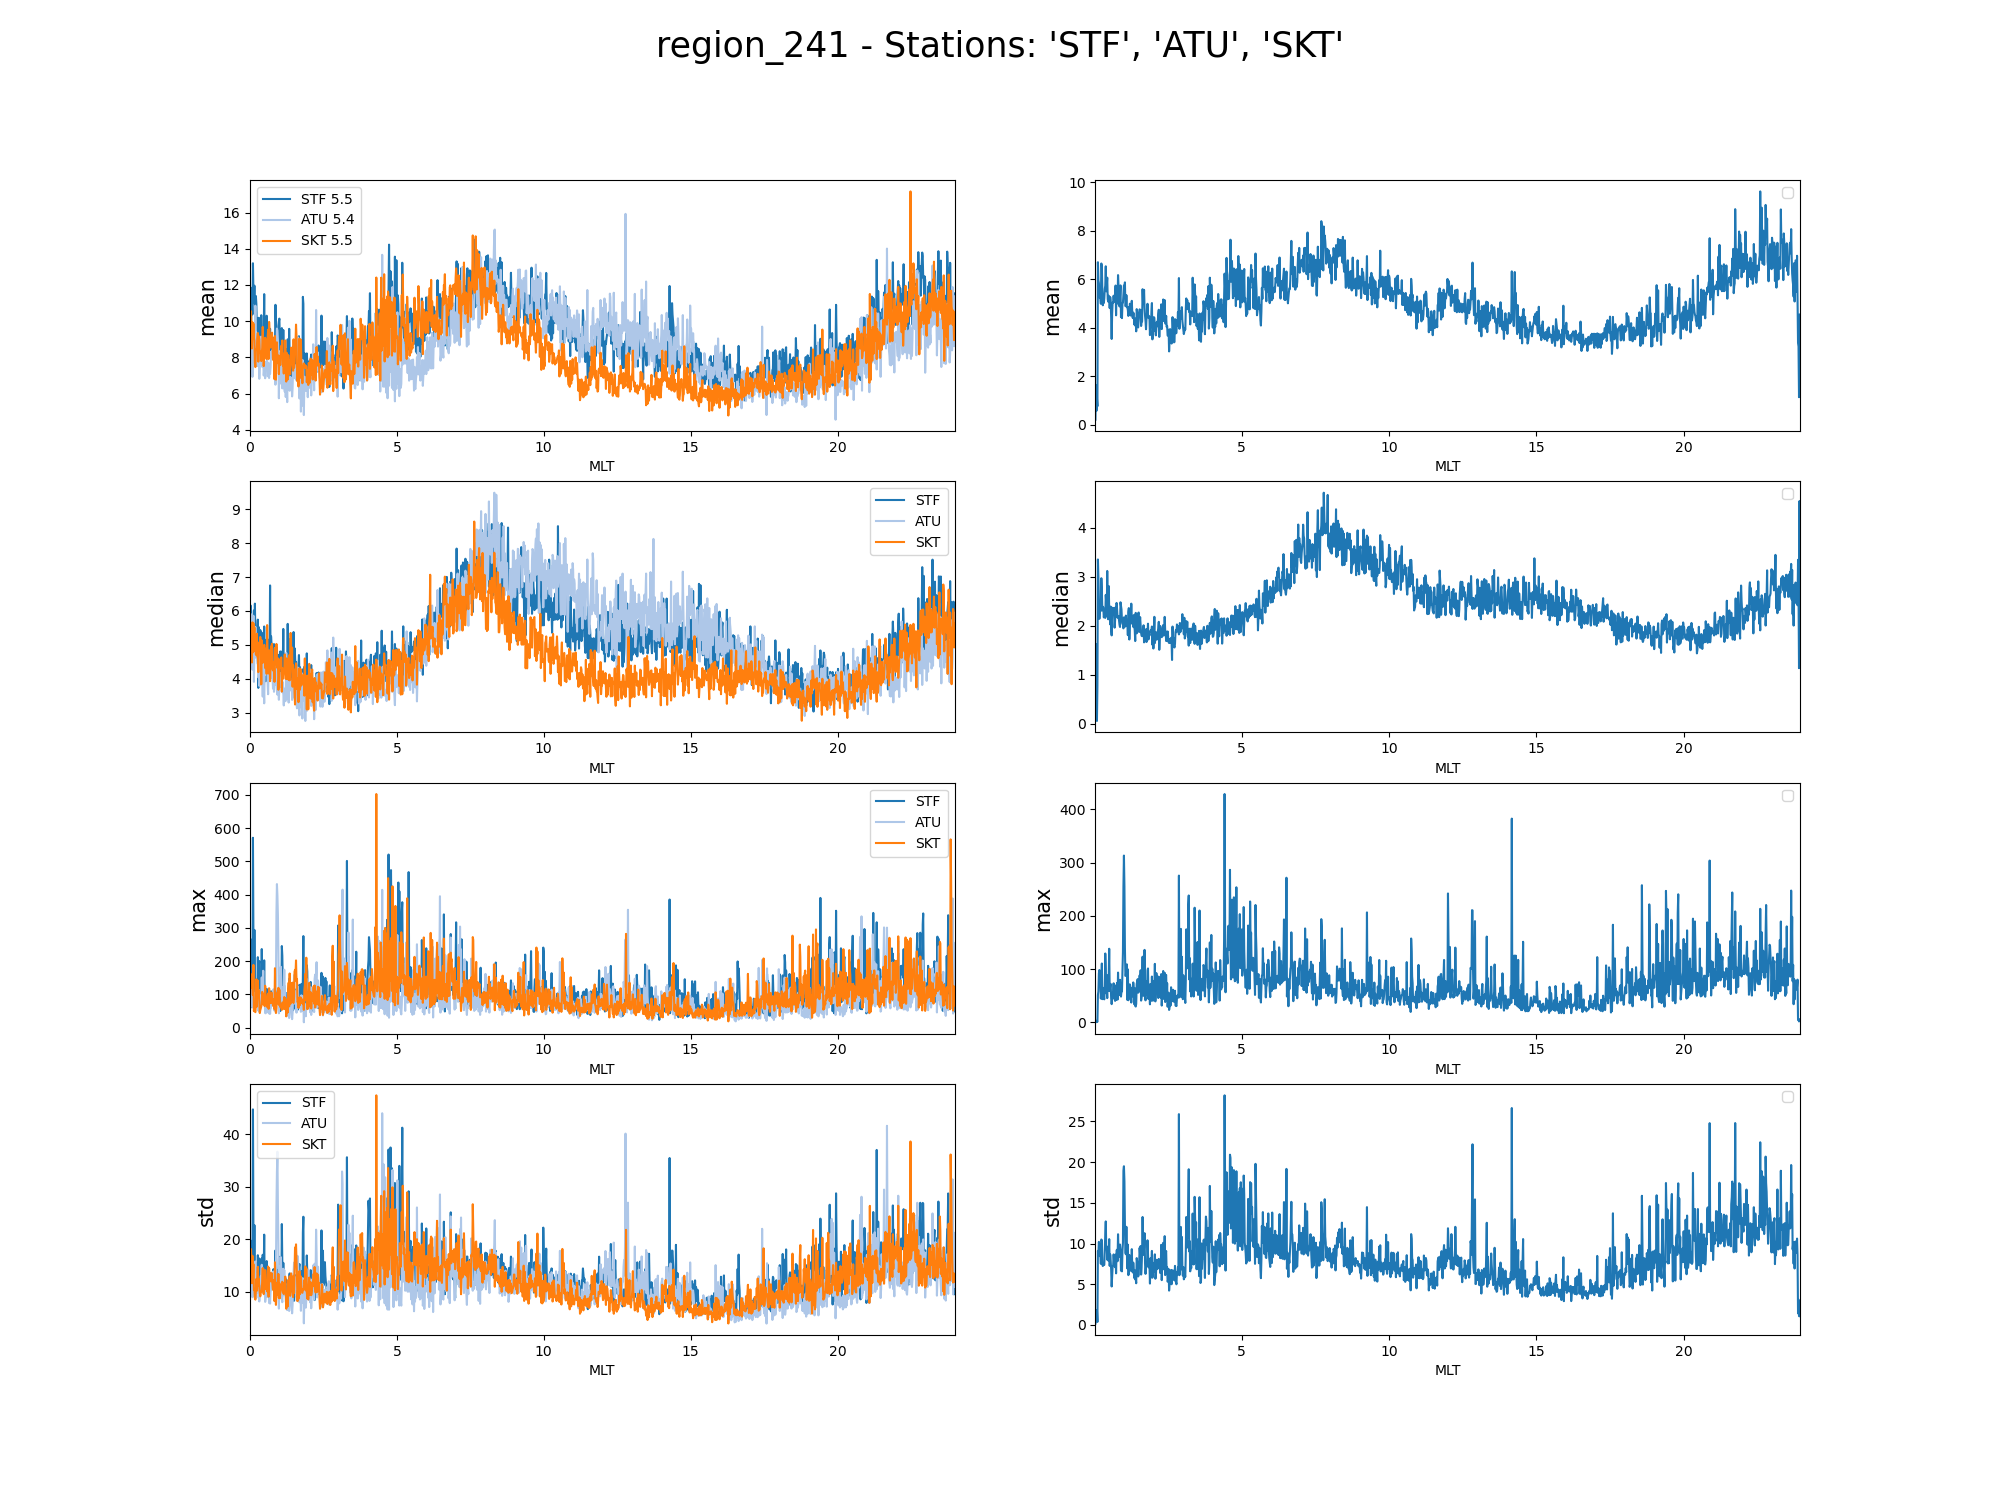 region_241 - Stations: 'STF', 'ATU', 'SKT'
mean
16
14
12
10
8
6
4
STF 5.5
ATU 5.4
SKT 5.5
0 5 10 15 20
MLT
mean
10
8
6
4
2
0
5 10 15 20
MLT
median
9
8
7
6
5
4
3
STF
ATU
SKT
0 5 10 15 20
MLT
median
4
3
2
1
0
5 10 15 20
MLT
max
700
600
500
400
300
200
100
0
STF
ATU
SKT
0 5 10 15 20
MLT
max
400
300
200
100
0
5 10 15 20
MLT
std
40
30
20
10
STF
ATU
SKT
0 5 10 15 20
MLT
std
25
20
15
10
5
0
5 10 15 20
MLT